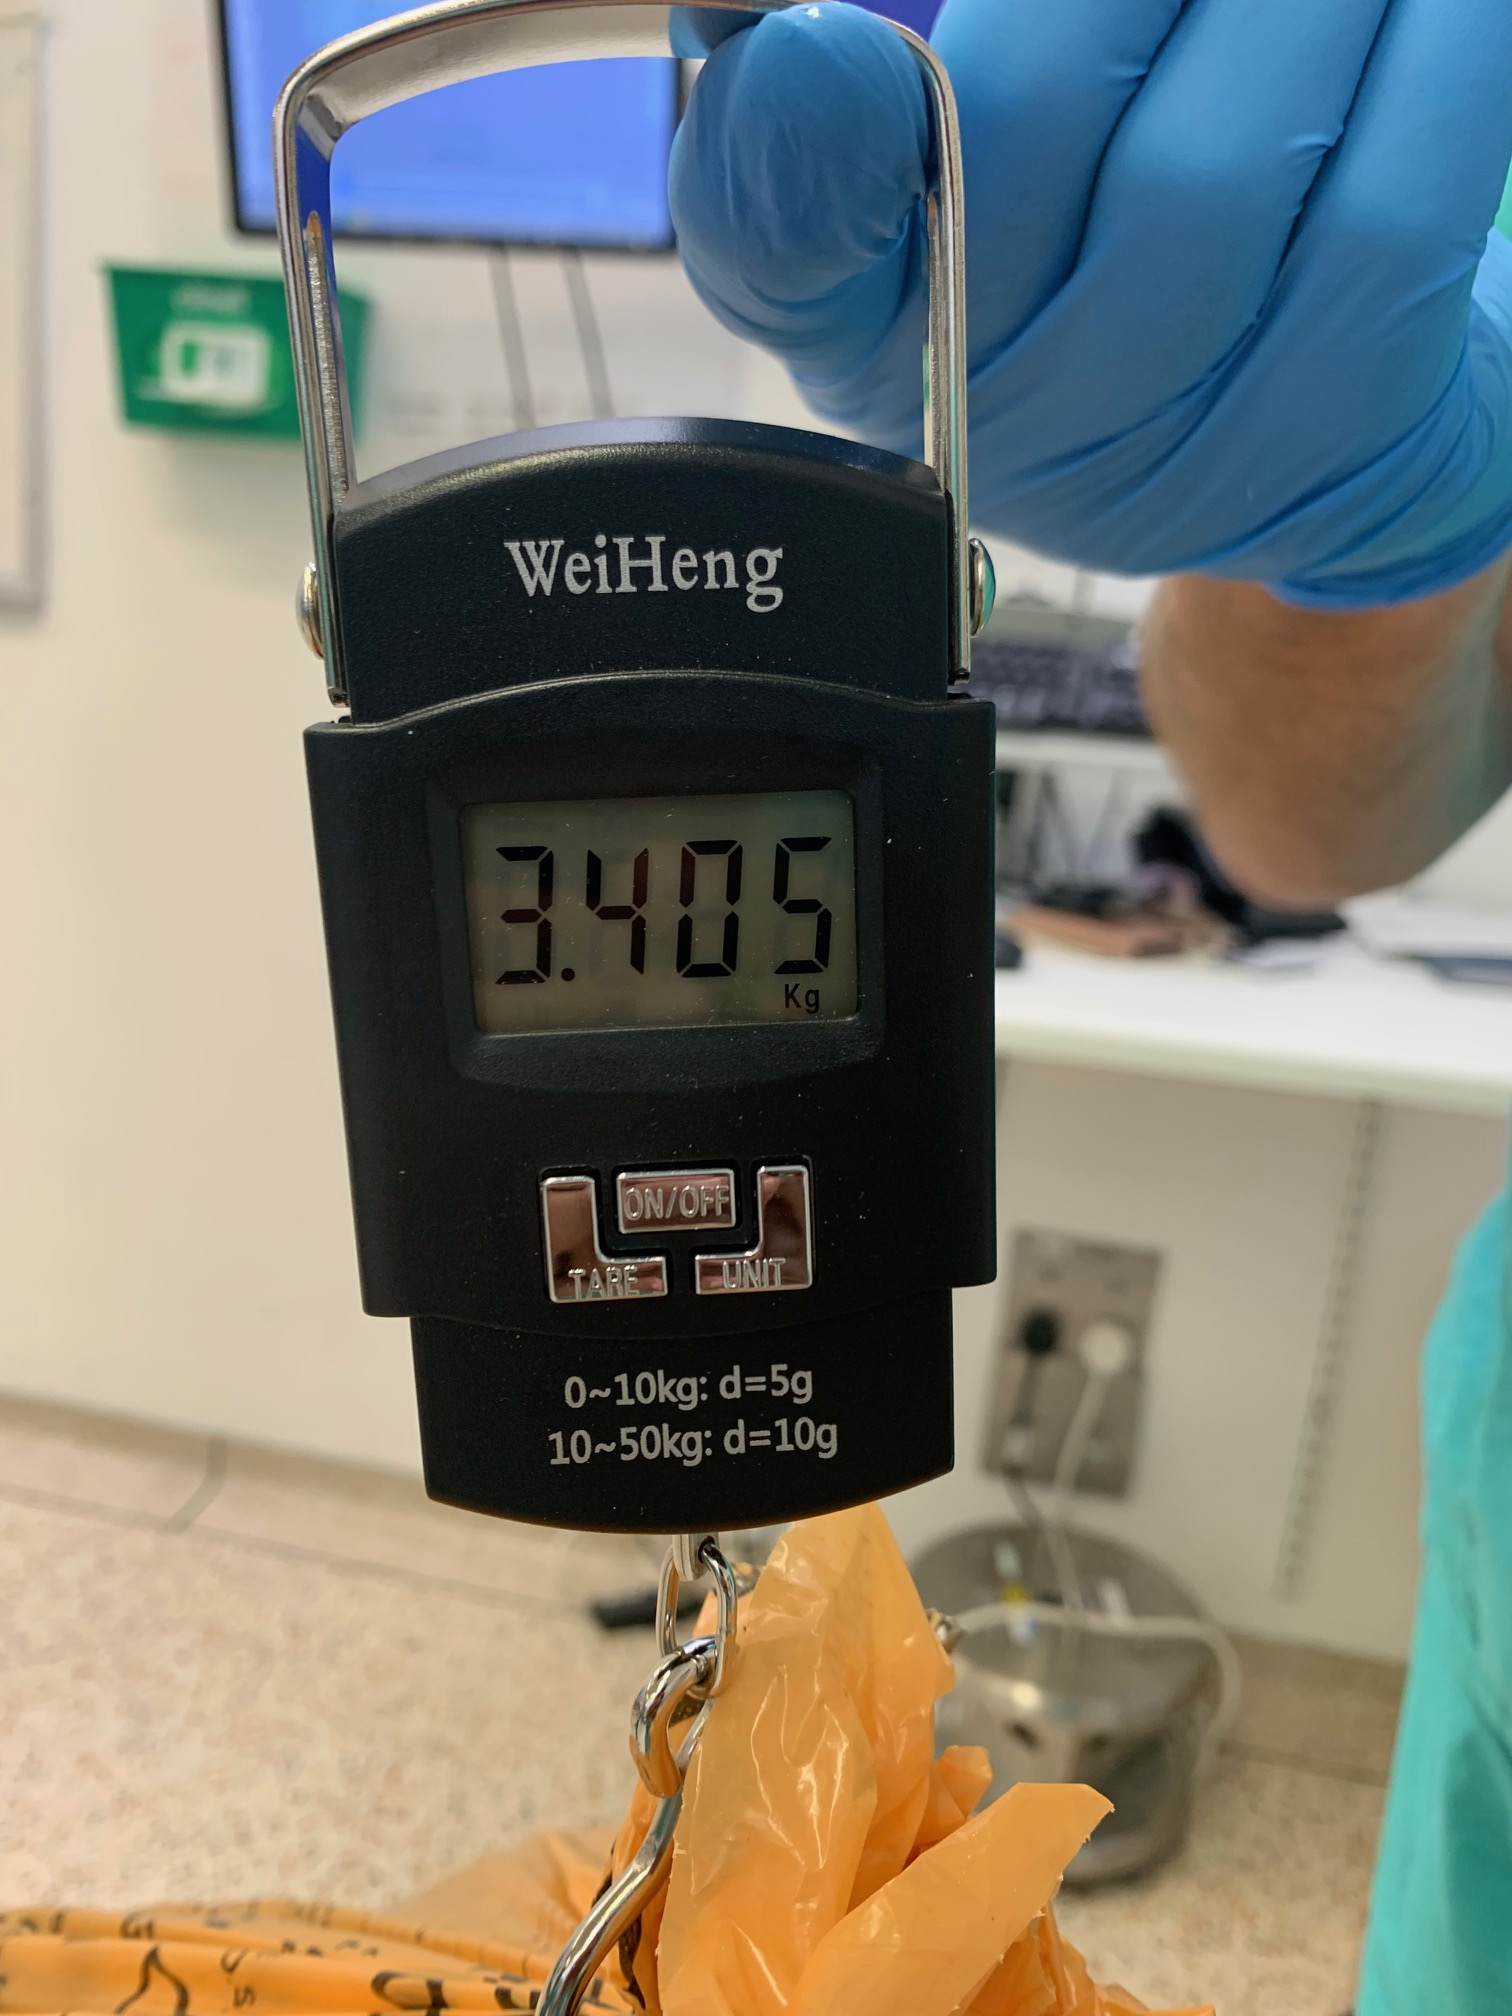 WeiHeng
3.405
Kg
ON/OFF
TARE UNIT
0~10kg: d=5g
10~50kg: d=10g